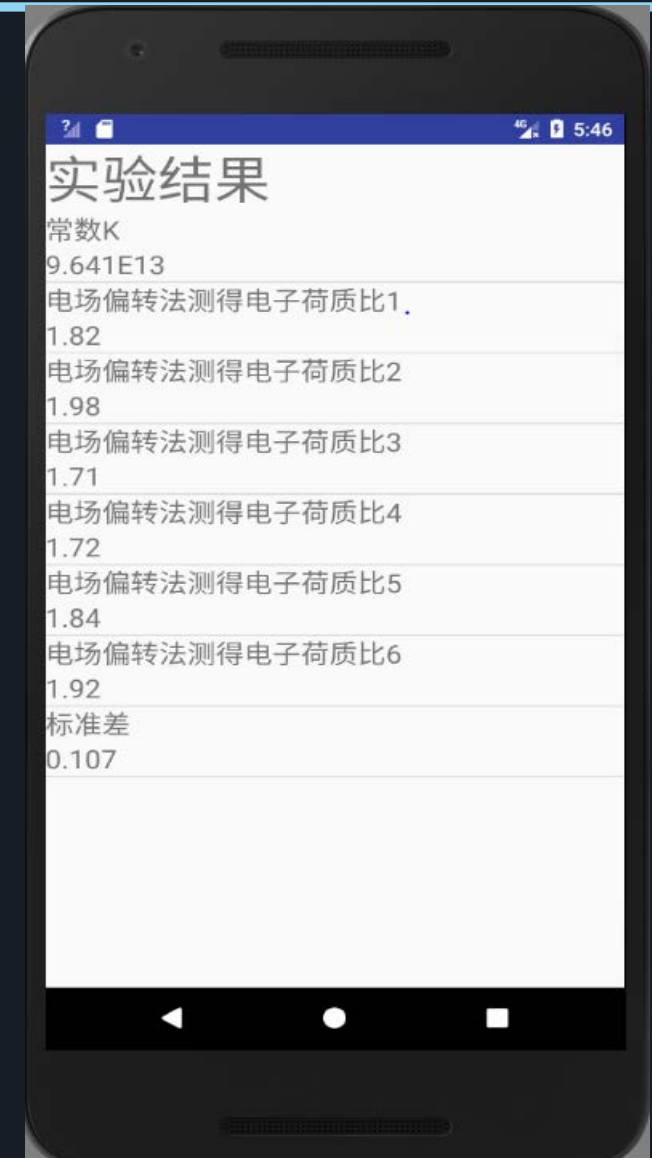 4G
5:46
实验结果
常数K
9.641E13
电场偏转法测得电子荷质比1
1.82
电场偏转法测得电子荷质比2
1.98
电场偏转法测得电子荷质比3
1.71
电场偏转法测得电子荷质比4
1.72
电场偏转法测得电子荷质比5
1.84
电场偏转法测得电子荷质比6
1.92
标准差
0.107